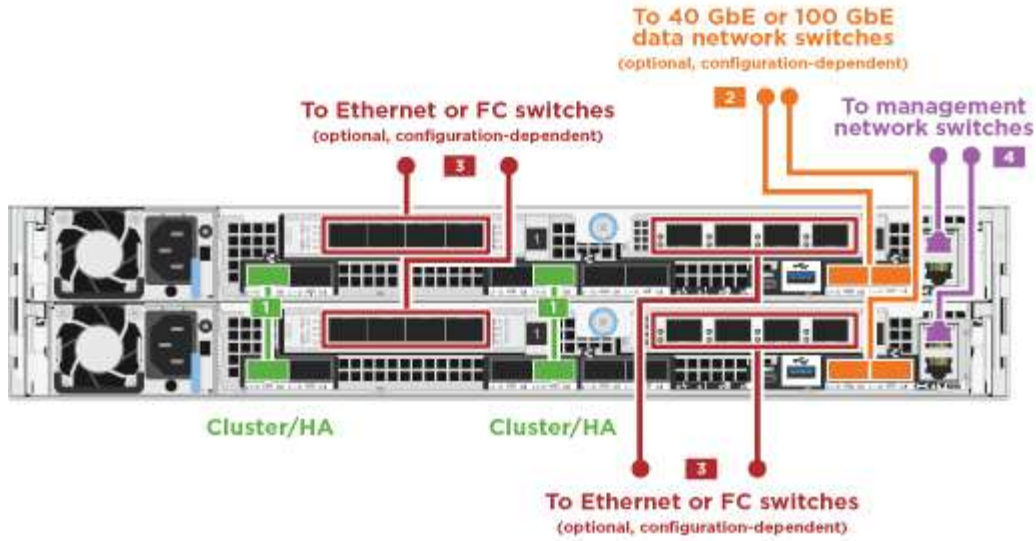 To 40 GbE or 100 GbE
data network switches
(optional, configuration-dependent)
2
To Ethernet or FC switches
(optional, configuration-dependent)
3
To management
network switches
4
1
1
1
1
Cluster/HA
Cluster/HA
3
To Ethernet or FC switches
(optional, configuration-dependent)